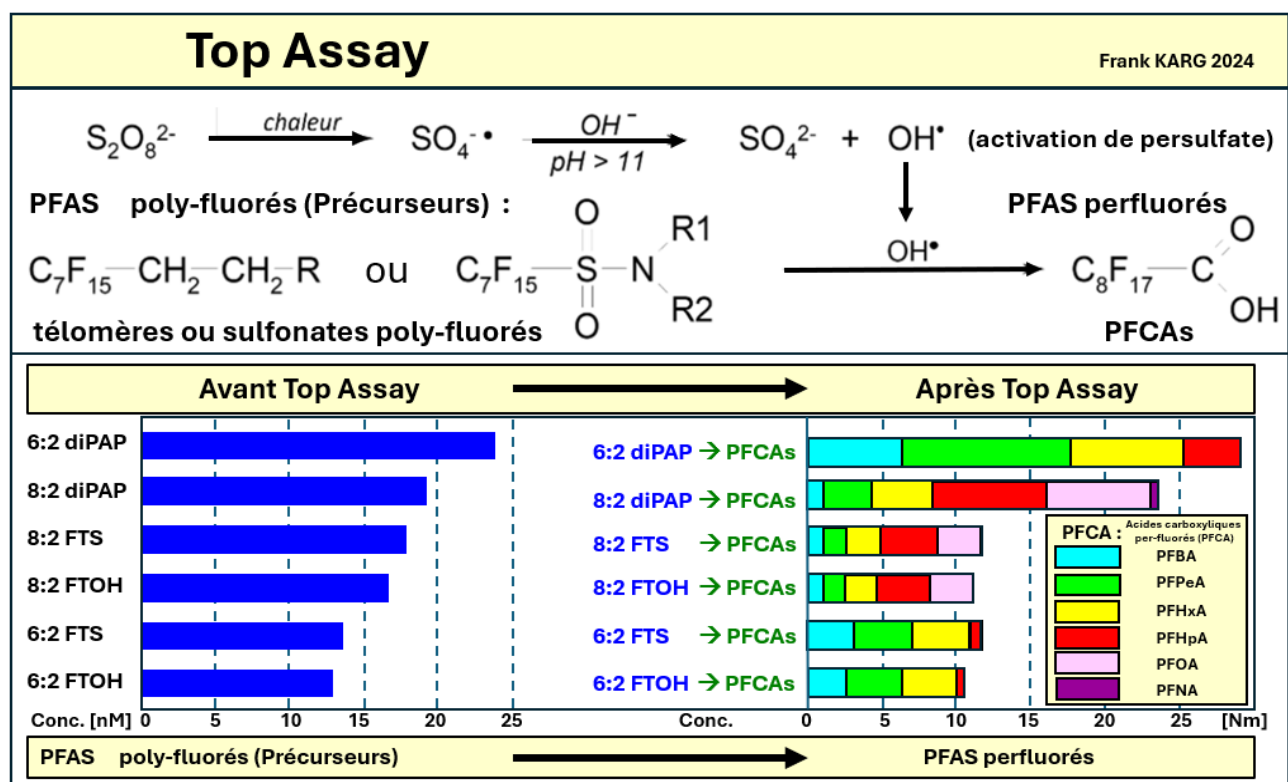 Top Assay
Frank KARG 2024
S₂O₈²⁻ chaleur SO₄⁻• OH⁻ pH > 11 SO₄²⁻ + OH• (activation de persulfate)
PFAS poly-fluorés (Précurseurs) :
PFAS perfluorés
C₇F₁₅—CH₂—CH₂—R ou C₇F₁₅—S—N R1 R2 O O
OH•
C₈F₁₇—C O OH
télomères ou sulfonates poly-fluorés
PFCAs
Avant Top Assay
Après Top Assay
6:2 diPAP
8:2 diPAP
8:2 FTS
8:2 FTOH
6:2 FTS
6:2 FTOH
Conc. [nM] 0 5 10 15 20 25
6:2 diPAP → PFCAs
8:2 diPAP → PFCAs
8:2 FTS → PFCAs
8:2 FTOH → PFCAs
6:2 FTS → PFCAs
6:2 FTOH → PFCAs
Conc. 0 5 10 15 20 25 [Nm]
PFCA : Acides carboxyliques
per-fluorés (PFCA)
PFBA
PFPeA
PFHxA
PFHpA
PFOA
PFNA
PFAS poly-fluorés (Précurseurs)
PFAS perfluorés